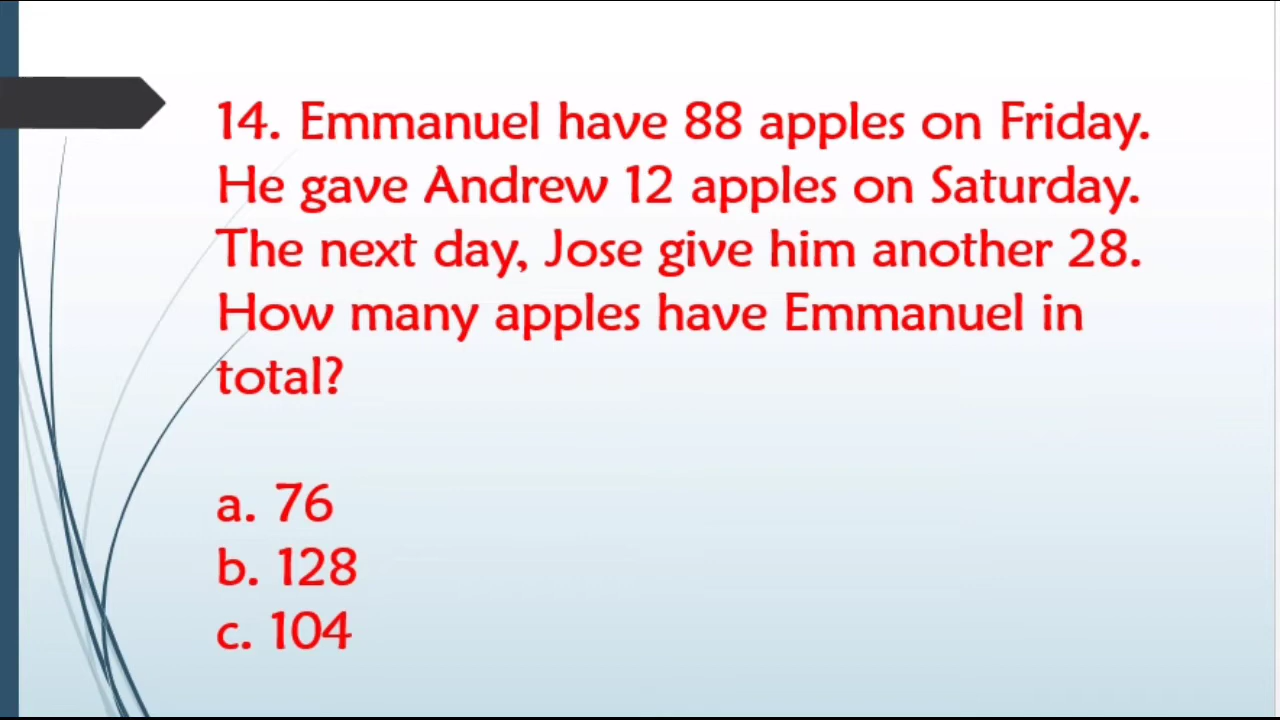 14. Emmanuel have 88 apples on Friday.
He gave Andrew 12 apples on Saturday.
The next day, Jose give him another 28.
How many apples have Emmanuel in
total?
a. 76
b. 128
c. 104